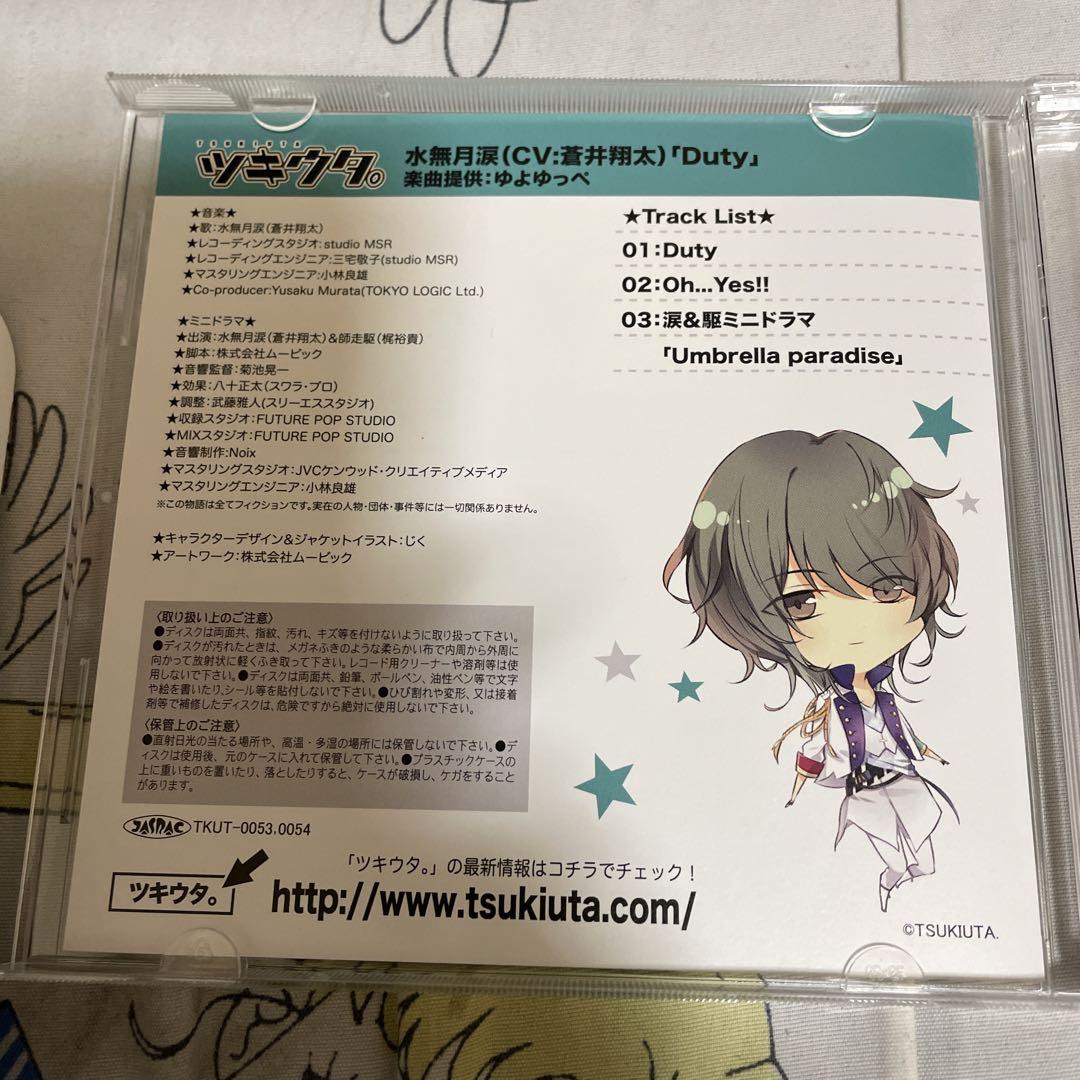 TSUKIUTA
ツキウタ。
水無月涙(CV:蒼井翔太)「Duty」
楽曲提供:ゆよゆっぺ
★音楽★
★歌:水無月涙(蒼井翔太)
★レコーディングスタジオ:studio MSR
★レコーディングエンジニア:三宅敬子(studio MSR)
★マスタリングエンジニア:小林良雄
★Co-producer:Yusaku Murata(TOKYO LOGIC Ltd.)
★ミニドラマ★
★出演:水無月涙(蒼井翔太)&師走駆(梶裕貴)
★脚本:株式会社ムービック
★音響監督:菊池晃一
★効果:八十正太(スワラ・プロ)
★調整:武藤雅人(スリーエススタジオ)
★収録スタジオ:FUTURE POP STUDIO
★MIXスタジオ:FUTURE POP STUDIO
★音響制作:Noix
★マスタリングスタジオ:JVCケンウッド・クリエイティブメディア
★マスタリングエンジニア:小林良雄
※この物語は全てフィクションです。実在の人物・団体・事件等には一切関係ありません。
★キャラクターデザイン&ジャケットイラスト:じく
★アートワーク:株式会社ムービック
〈取り扱い上のご注意〉
●ディスクは両面共、指紋、汚れ、キズ等を付けないように取り扱って下さい。
●ディスクが汚れたときは、メガネふきのような柔らかい布で内周から外周に
向かって放射状に軽くふき取って下さい。レコード用クリーナーや溶剤等は使
用しないで下さい。●ディスクは両面共、鉛筆、ボールペン、油性ペン等で文字
や絵を書いたり、シール等を貼付しないで下さい。●ひび割れや変形、又は接着
剤等で補修したディスクは、危険ですから絶対に使用しないで下さい。
〈保管上のご注意〉
●直射日光の当たる場所や、高温・多湿の場所には保管しないで下さい。●デ
ィスクは使用後、元のケースに入れて保管して下さい。●プラスチックケースの
上に重いものを置いたり、落としたりすると、ケースが破損し、ケガをすること
があります。
JASRAC TKUT-0053,0054
「ツキウタ。」の最新情報はコチラでチェック!
ツキウタ。
http://www.tsukiuta.com/
★Track List★
01:Duty
02:Oh...Yes!!
03:涙&駆ミニドラマ
「Umbrella paradise」
©TSUKIUTA.